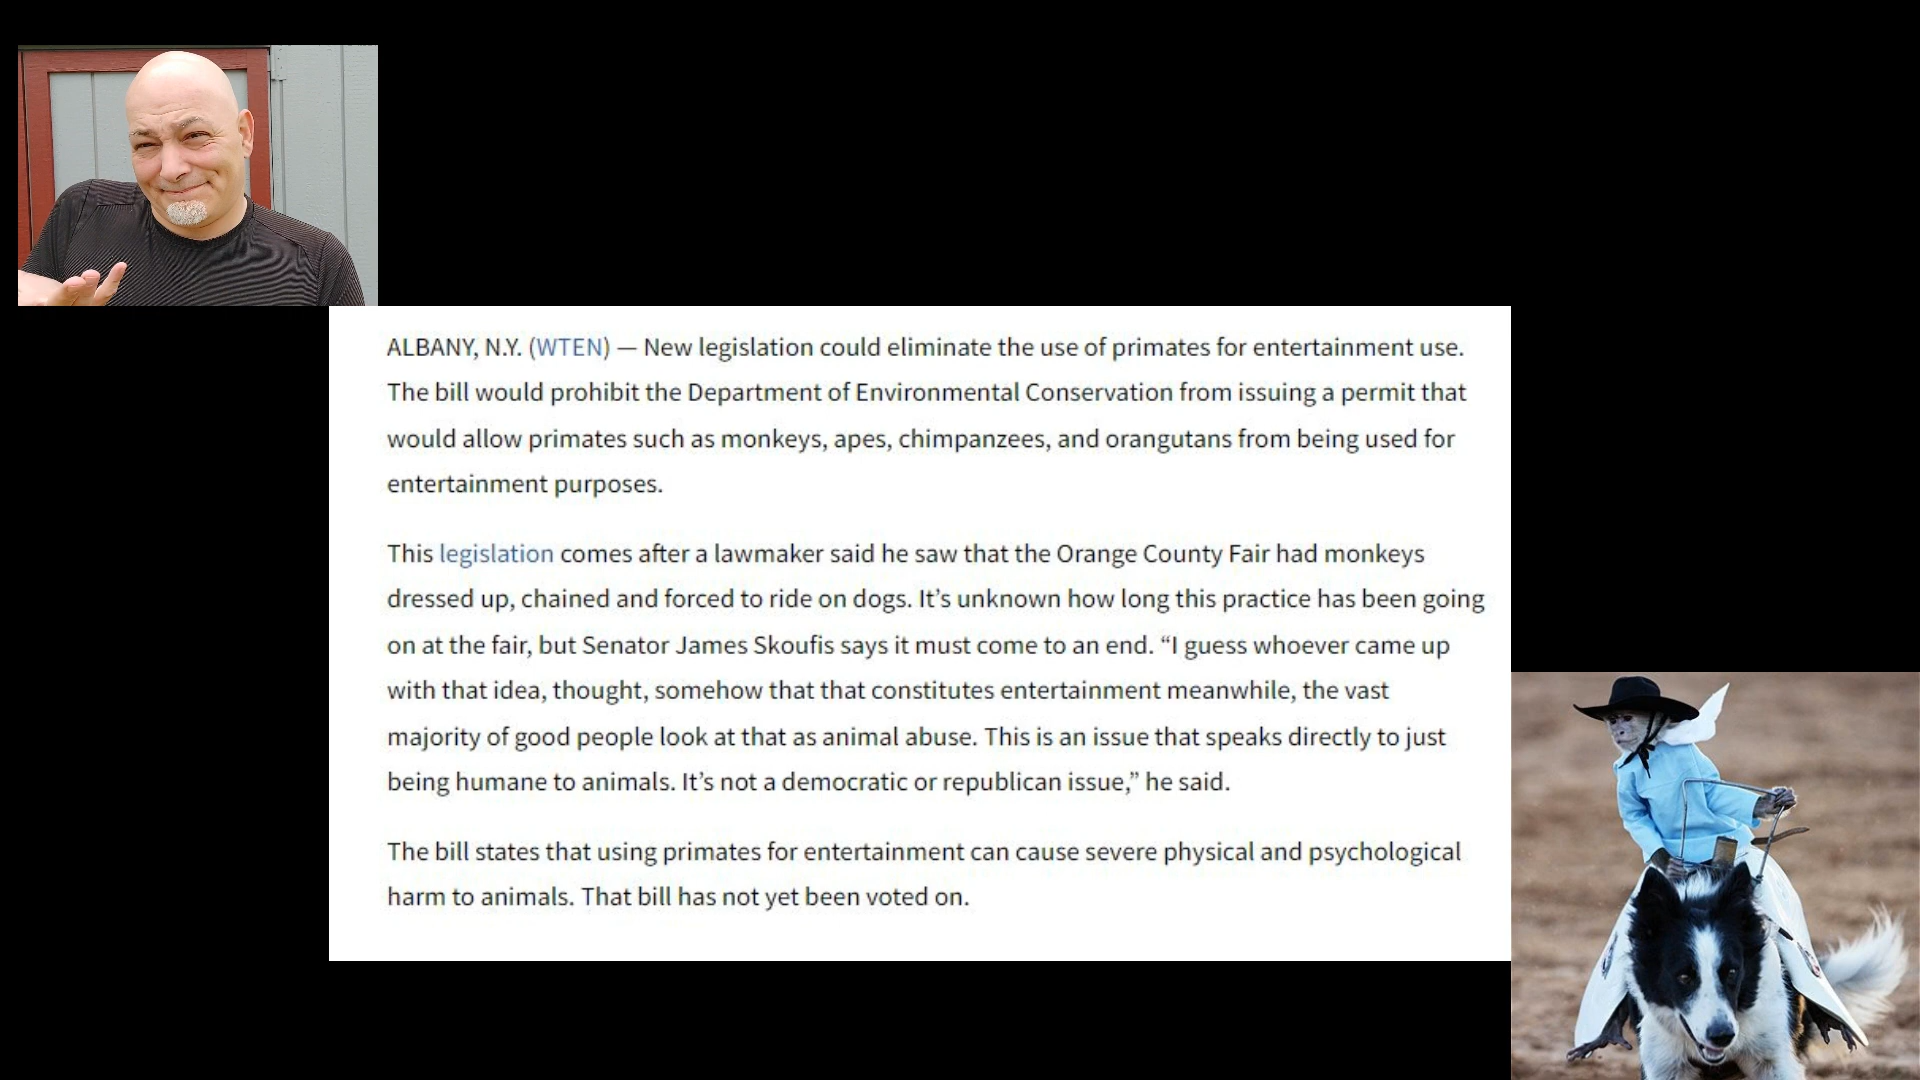 ALBANY, N.Y. (WTEN) — New legislation could eliminate the use of primates for entertainment use.
The bill would prohibit the Department of Environmental Conservation from issuing a permit that
would allow primates such as monkeys, apes, chimpanzees, and orangutans from being used for
entertainment purposes.
This legislation comes after a lawmaker said he saw that the Orange County Fair had monkeys
dressed up, chained and forced to ride on dogs. It’s unknown how long this practice has been going
on at the fair, but Senator James Skoufis says it must come to an end. “I guess whoever came up
with that idea, thought, somehow that that constitutes entertainment meanwhile, the vast
majority of good people look at that as animal abuse. This is an issue that speaks directly to just
being humane to animals. It’s not a democratic or republican issue,” he said.
The bill states that using primates for entertainment can cause severe physical and psychological
harm to animals. That bill has not yet been voted on.